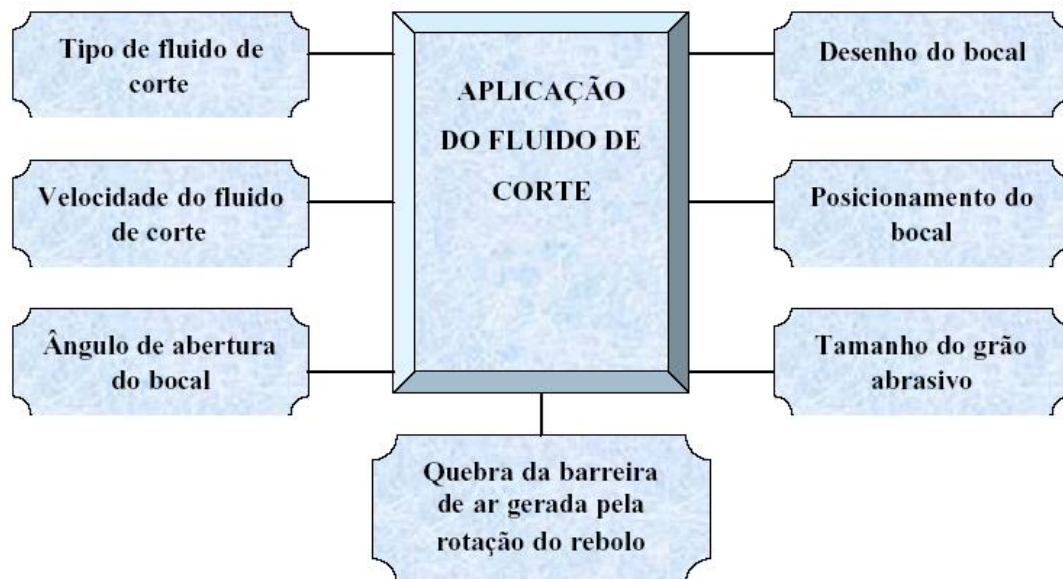 Tipo de fluido de
corte
Velocidade do fluido
de corte
Ângulo de abertura
do bocal
APLICAÇÃO
DO FLUIDO DE
CORTE
Desenho do bocal
Posicionamento do
bocal
Tamanho do grão
abrasivo
Quebra da barreira
de ar gerada pela
rotação do rebolo